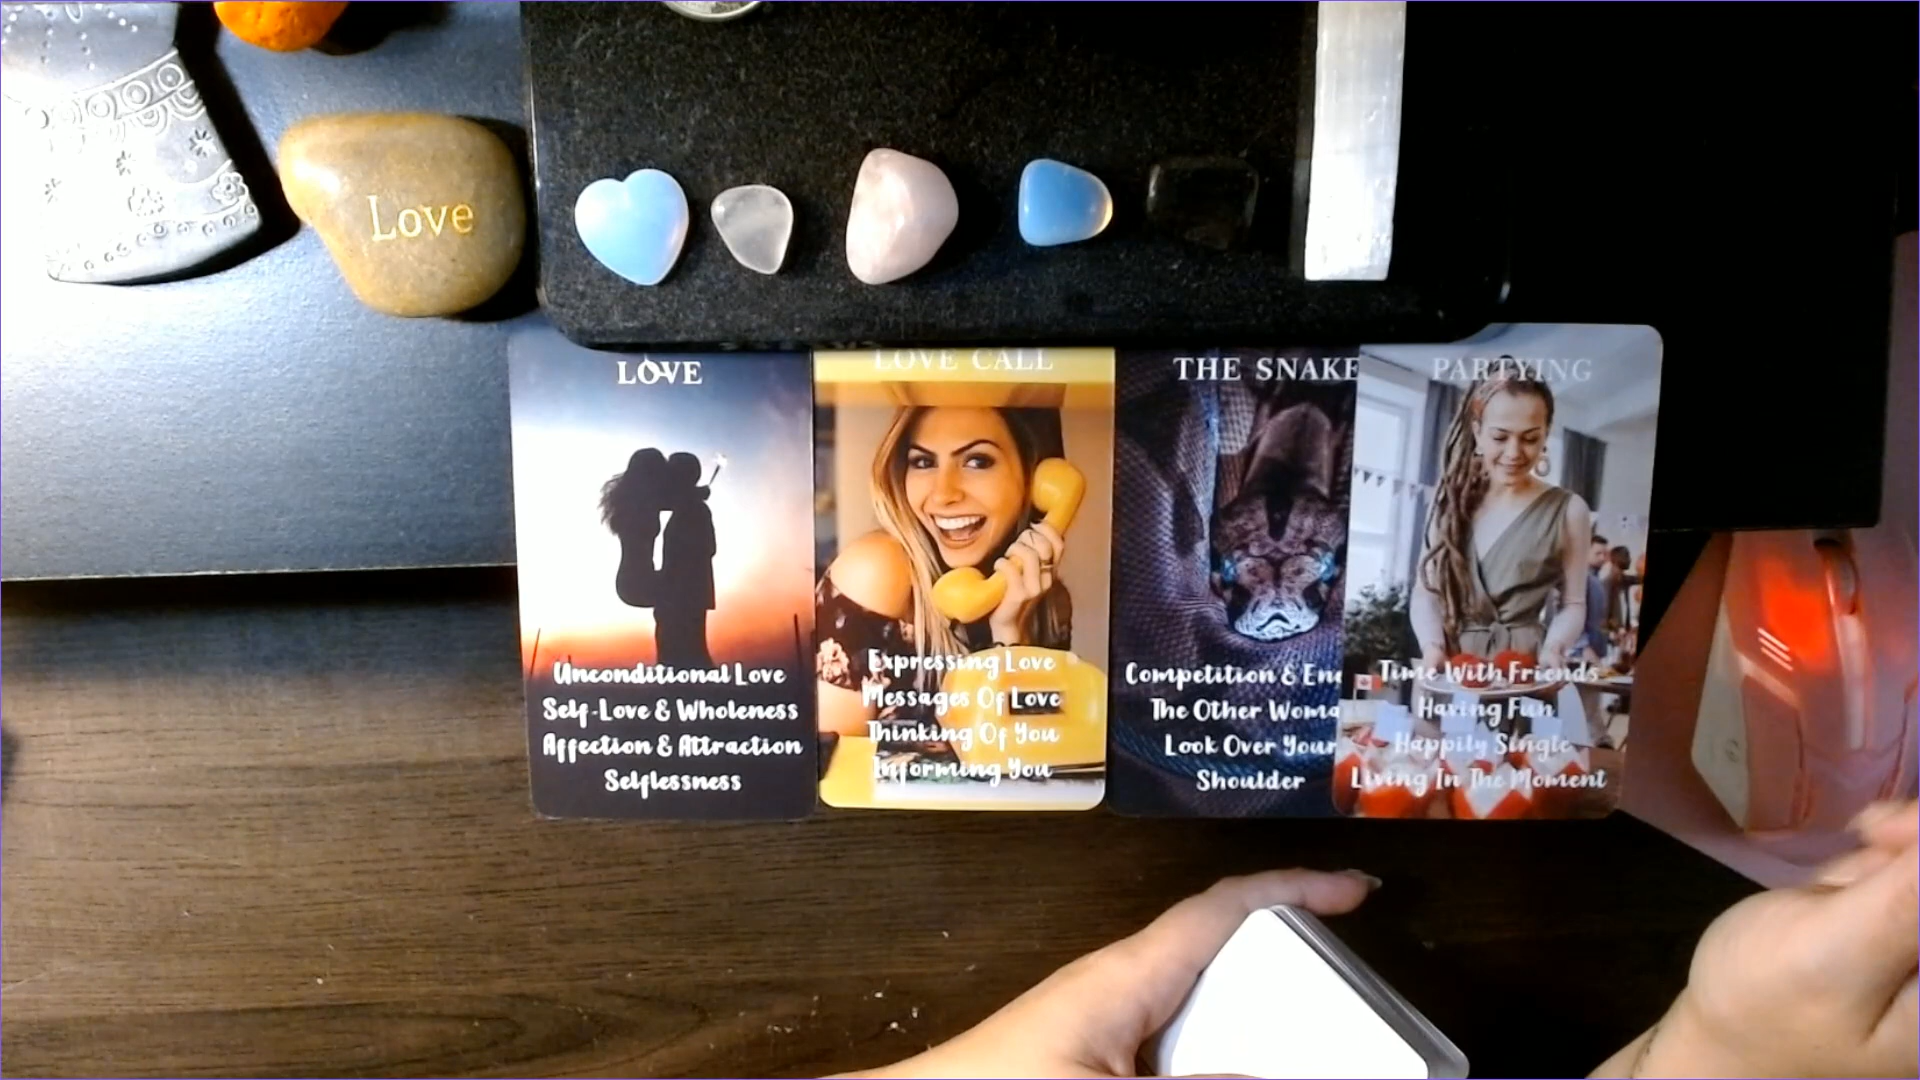 Love
LOVE
Unconditional Love
Self-Love & Wholeness
Affection & Attraction
Selflessness
LOVE CALL
Expressing Love
Messages Of Love
Thinking Of You
Informing You
THE SNAKE
Competition &
The Other
Look Over Your
Shoulder
PARTYING
Time With Friends
Having Fun
Happily Single
Living In The Moment